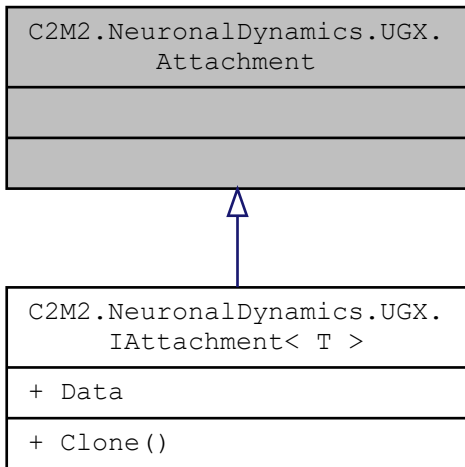 C2M2.NeuronalDynamics.UGX.
Attachment
C2M2.NeuronalDynamics.UGX.
IAttachment< T >
+ Data
+ Clone()